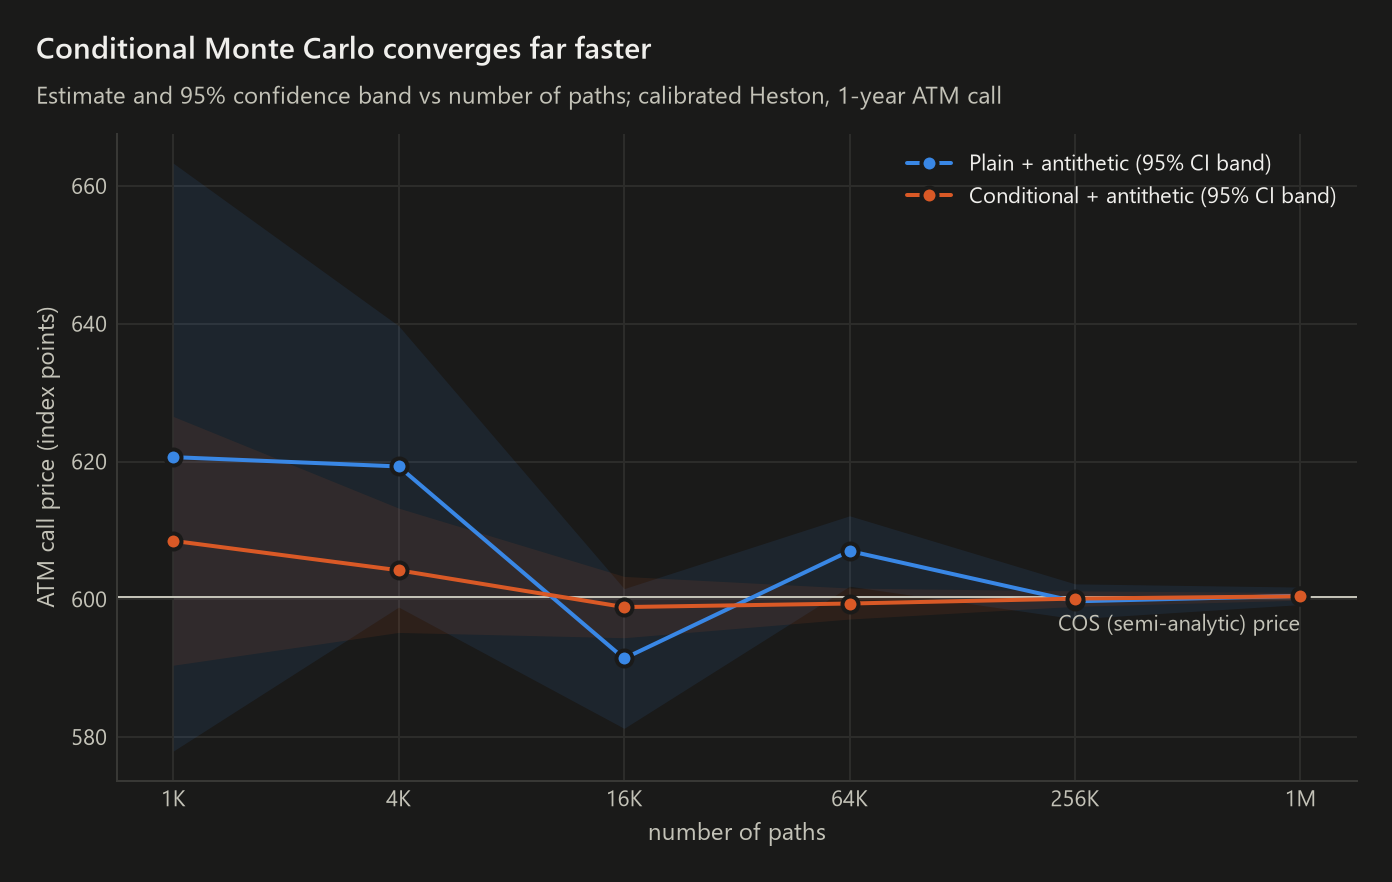 Conditional Monte Carlo converges far faster
Estimate and 95% confidence band vs number of paths; calibrated Heston, 1-year ATM call
Plain + antithetic (95% CI band)
Conditional + antithetic (95% CI band)
ATM call price (index points)
660
640
620
600
580
COS (semi-analytic) price
1K
4K
16K
64K
256K
1M
number of paths